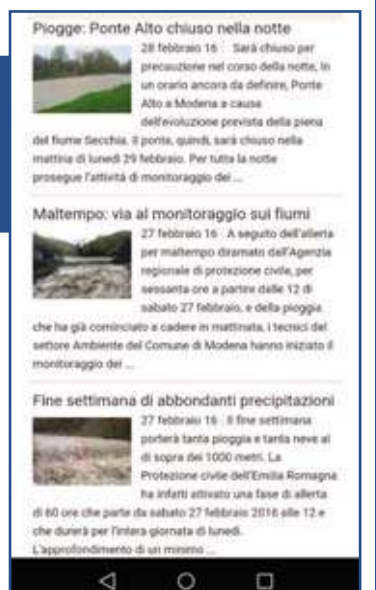 Piogge: Ponte Alto chiuso nella notte
28 febbraio 16 Sarà chiuso per
precauzione nel corso della notte, in
un orario ancora da definire, Ponte
Alto a Modena a causa
dell'evoluzione prevista della piena
del fiume Secchia. Il ponte, quindi, sarà chiuso nella
mattina di lunedì 29 febbraio. Per tutta la notte
prosegue l'attività di monitoraggio dei ...
Maltempo: via al monitoraggio sui fiumi
27 febbraio 16 A seguito dell'allerta
per maltempo diramato dall'Agenzia
regionale di protezione civile, per
sessanta ore a partire dalle 12 di
sabato 27 febbraio, e della pioggia
che ha già cominciato a cadere in mattinata, i tecnici del
settore Ambiente del Comune di Modena hanno iniziato il
monitoraggio dei ...
Fine settimana di abbondanti precipitazioni
27 febbraio 16 Il fine settimana
porterà tanta pioggia e tanta neve al
di sopra dei 1000 metri. La
Protezione civile dell'Emilia Romagna
ha infatti attivato una fase di allerta
di 60 ore che parte da sabato 27 febbraio 2016 alle 12 e
che durerà per l'intera giornata di lunedì.
L'approfondimento di un minimo ...